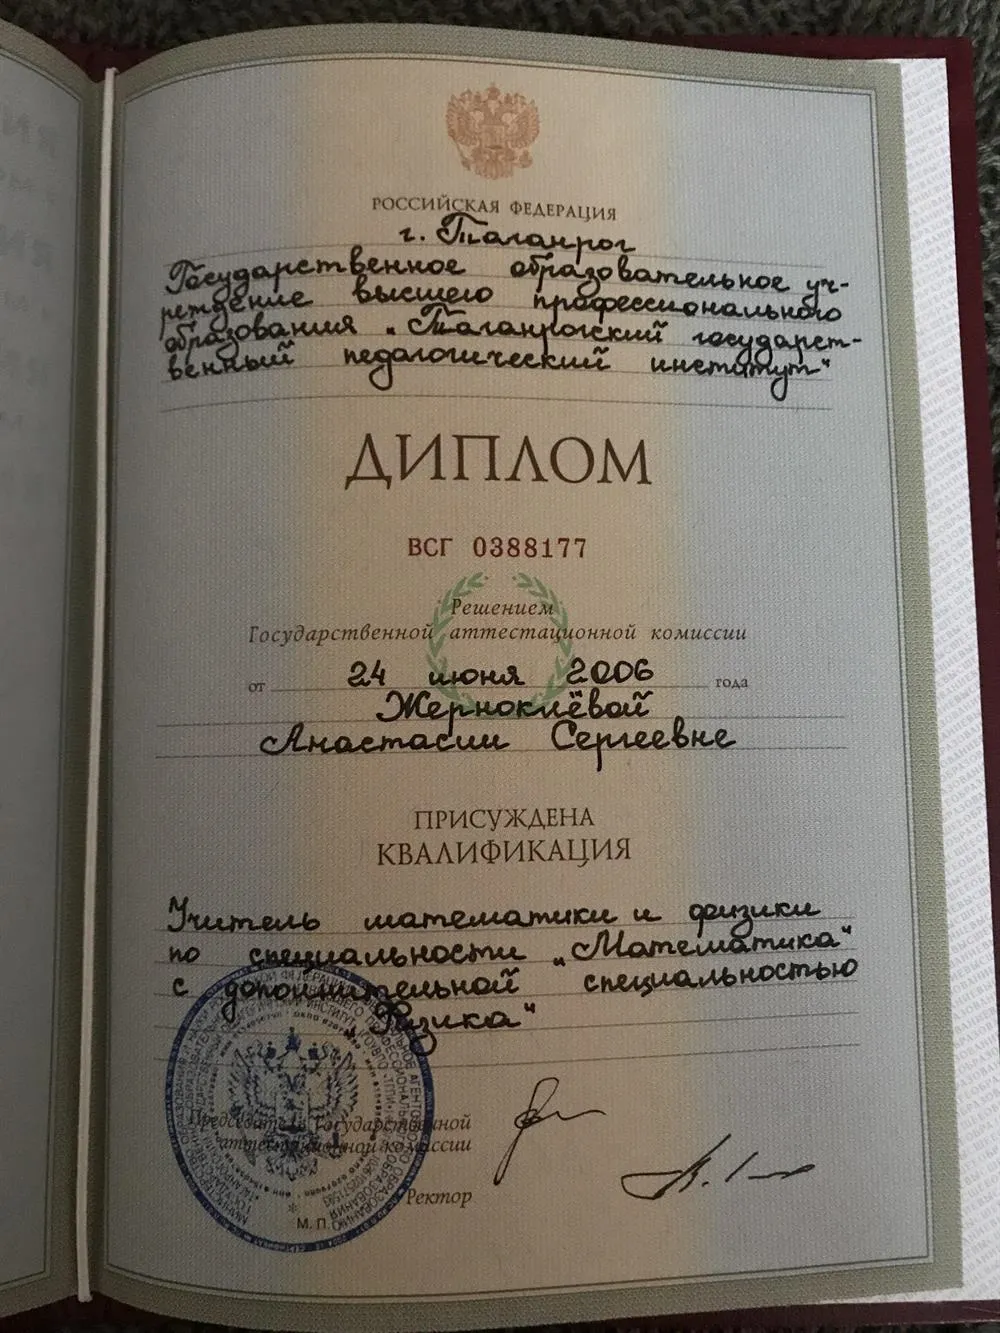 РОССИЙСКАЯ ФЕДЕРАЦИЯ
г. Таганрог
Государственное образовательное уч-
реждение высшего профессионального
образования „Таганрогский государст-
венный педагогический институт“
ДИПЛОМ
ВСГ 0388177
Решением
Государственной аттестационной комиссии
от 24 июня 2006 года
Жерноклёвой
Анастасии Сергеевне
ПРИСУЖДЕНА
КВАЛИФИКАЦИЯ
Учитель математики и физики
по специальности „Математика“
с дополнительной специальностью
„Физика“
Председатель Государственной
аттестационной комиссии
Ректор
М. П.